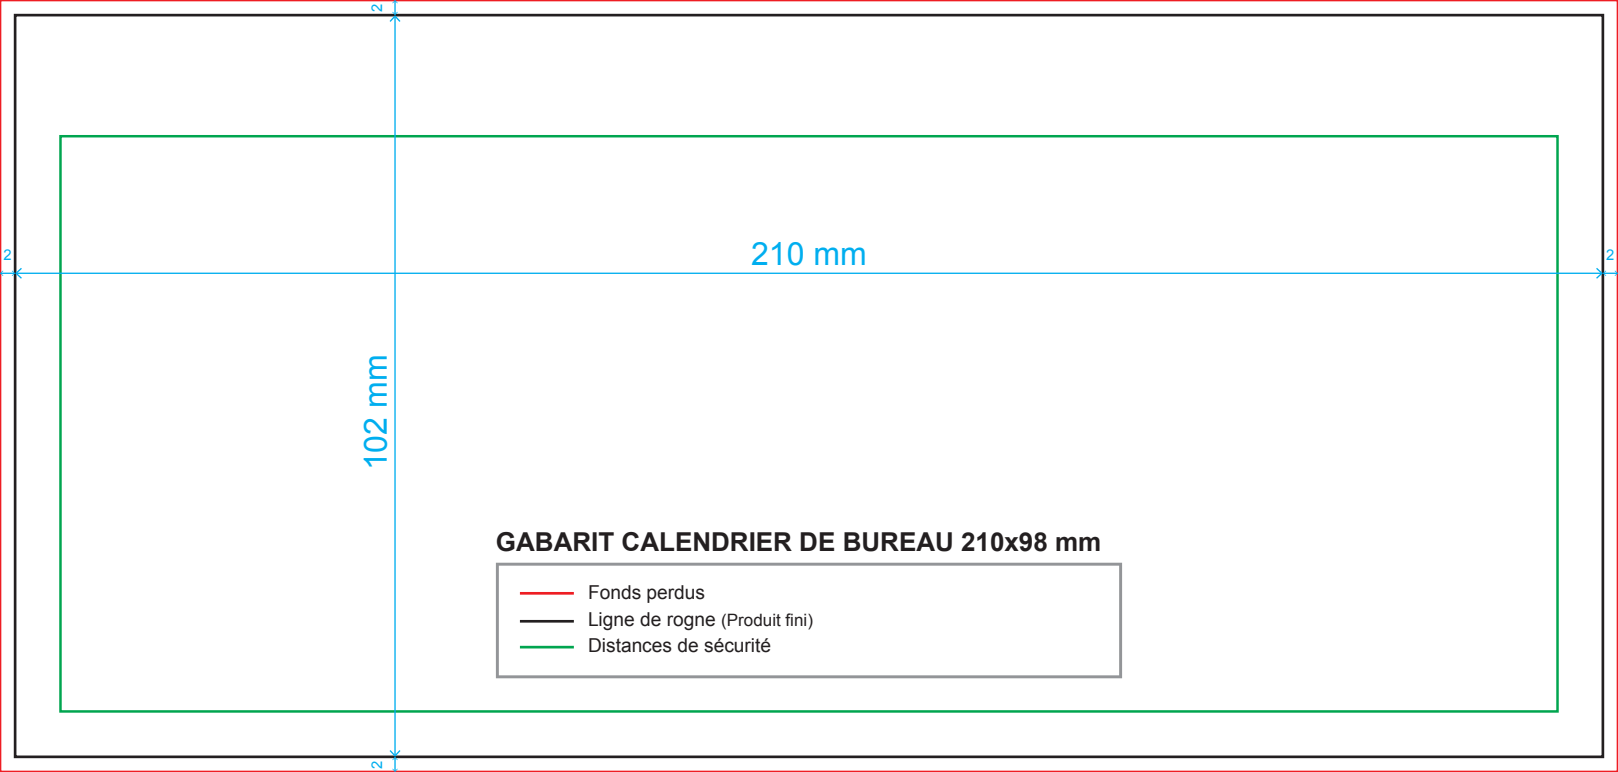 2
2
210 mm
2
102 mm
GABARIT CALENDRIER DE BUREAU 210x98 mm
Fonds perdus
Ligne de rogne (Produit fini)
Distances de sécurité
2